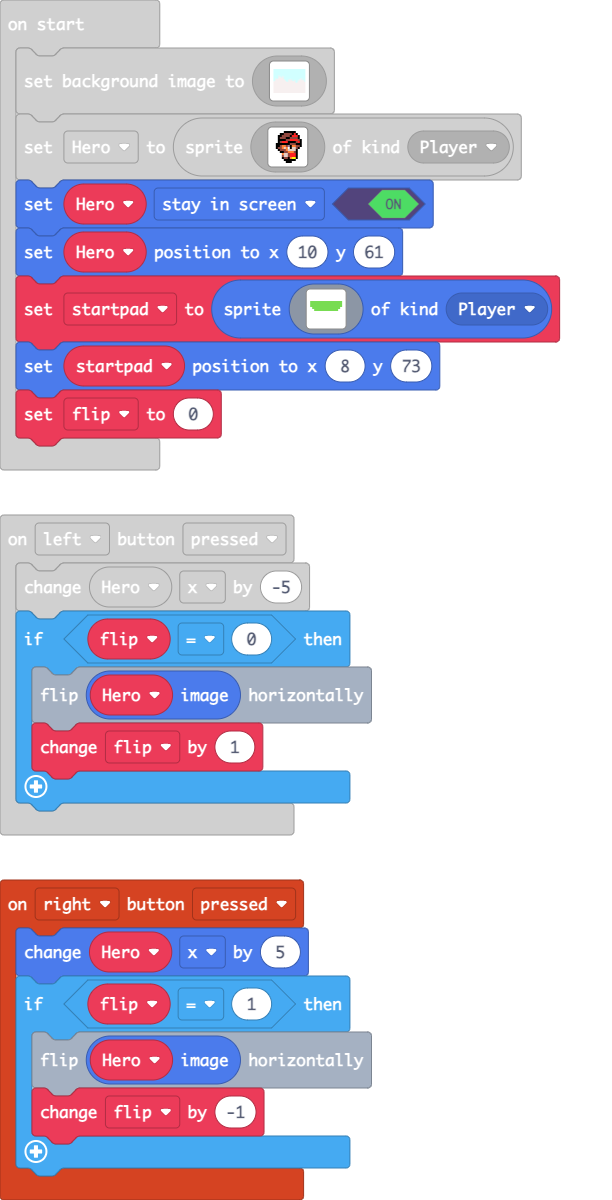 on start
set background image to
set Hero to sprite of kind Player
set Hero stay in screen ON
set Hero position to x 10 y 61
set startpad to sprite of kind Player
set startpad position to x 8 y 73
set flip to 0
on left button pressed
change Hero x by -5
if flip = 0 then
flip Hero image horizontally
change flip by 1
on right button pressed
change Hero x by 5
if flip = 1 then
flip Hero image horizontally
change flip by -1